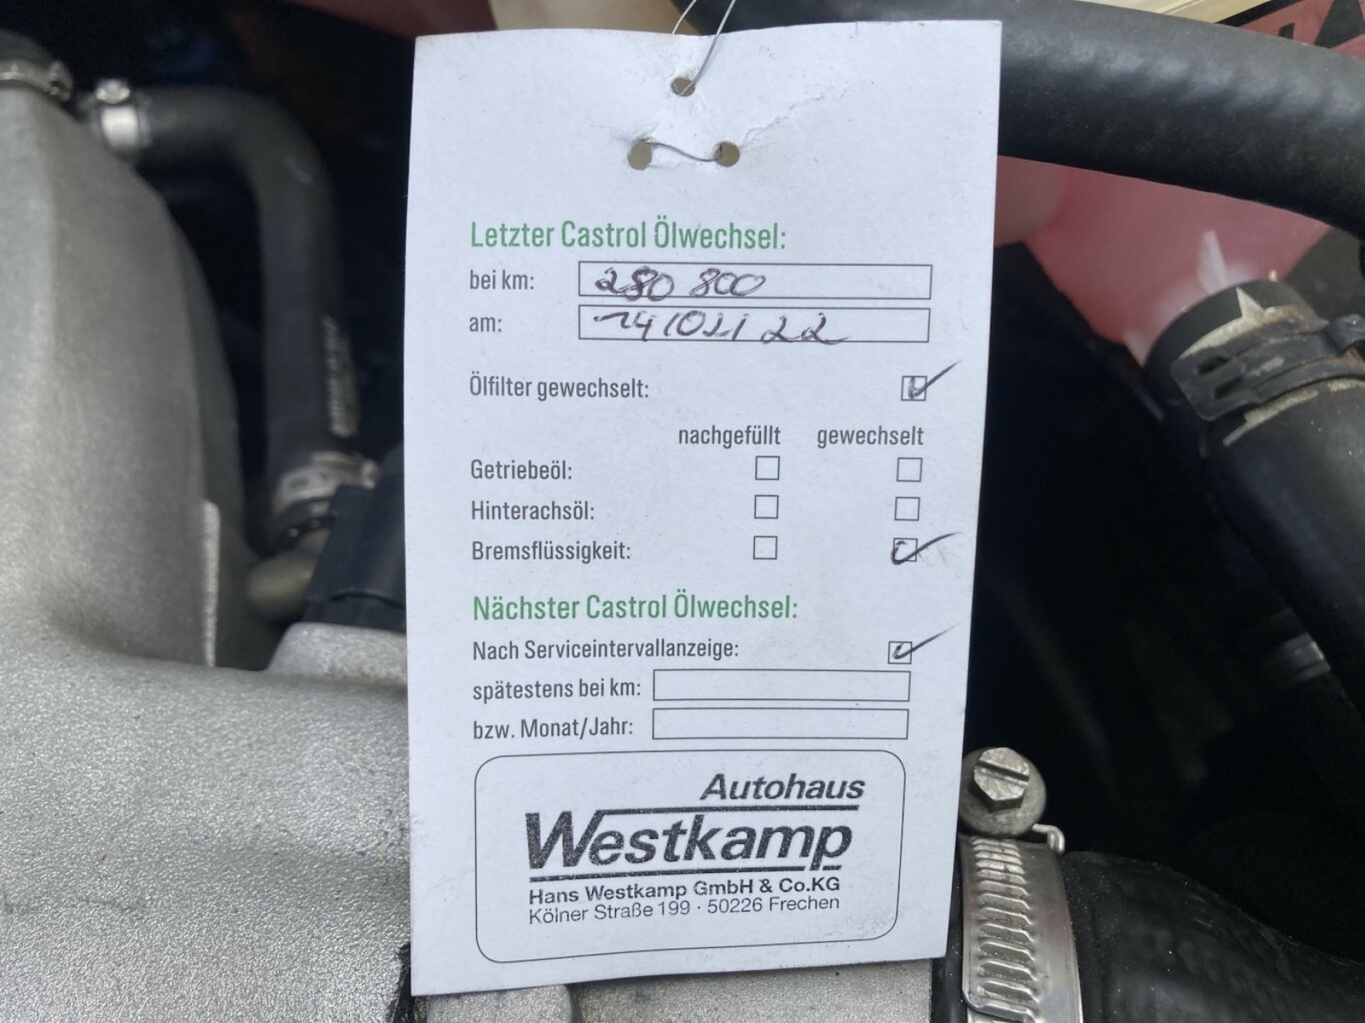 Letzter Castrol Ölwechsel:
bei km: 280 800
am: 14/02/22
Ölfilter gewechselt:
nachgefüllt gewechselt
Getriebeöl:
Hinterachsöl:
Bremsflüssigkeit:
Nächster Castrol Ölwechsel:
Nach Serviceintervallanzeige:
spätestens bei km:
bzw. Monat/Jahr:
Autohaus
Westkamp
Hans Westkamp GmbH & Co.KG
Kölner Straße 199 · 50226 Frechen